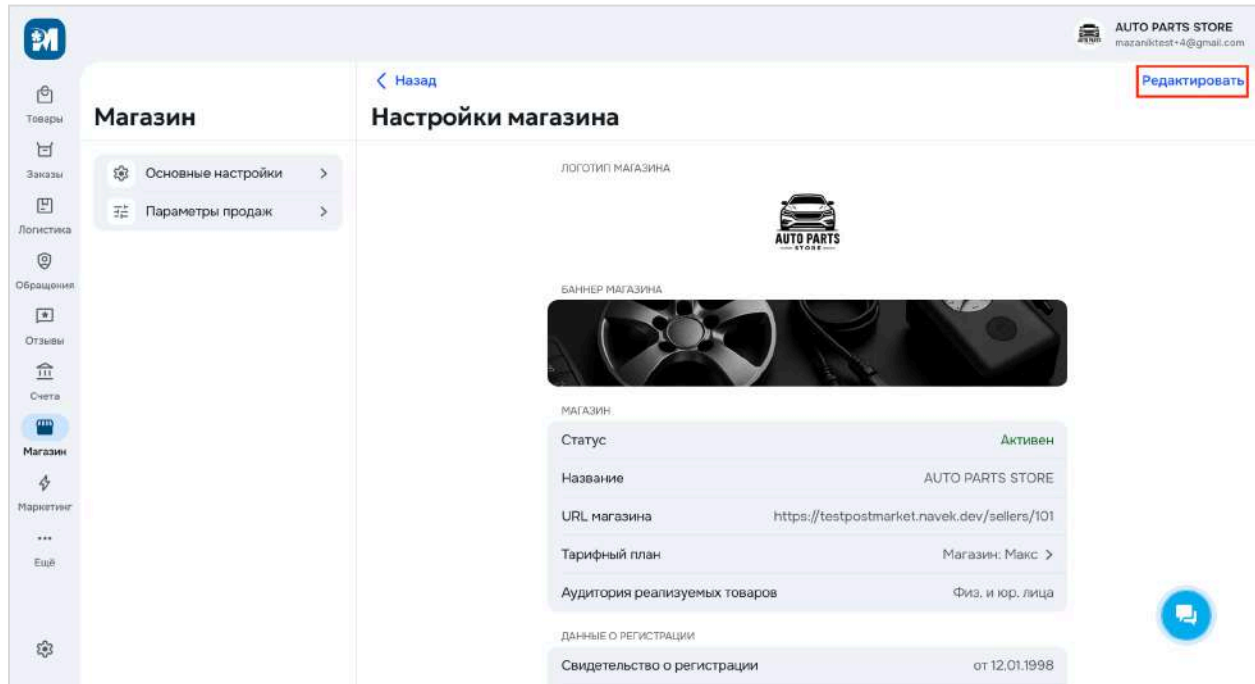 AUTO PARTS STORE
mazaniktest+4@gmail.com
Назад
Редактировать
Магазин
Настройки магазина
Товары
Заказы
Логистика
Обращения
Отзывы
Счета
Магазин
Маркетинг
Ещё
Основные настройки
Параметры продаж
ЛОГОТИП МАГАЗИНА
AUTO PARTS
STORE
БАННЕР МАГАЗИНА
МАГАЗИН
Статус Активен
Название AUTO PARTS STORE
URL магазина https://testpostmarket.navek.dev/sellers/101
Тарифный план Магазин: Макс
Аудитория реализуемых товаров Физ. и юр. лица
ДАННЫЕ О РЕГИСТРАЦИИ
Свидетельство о регистрации от 12.01.1998